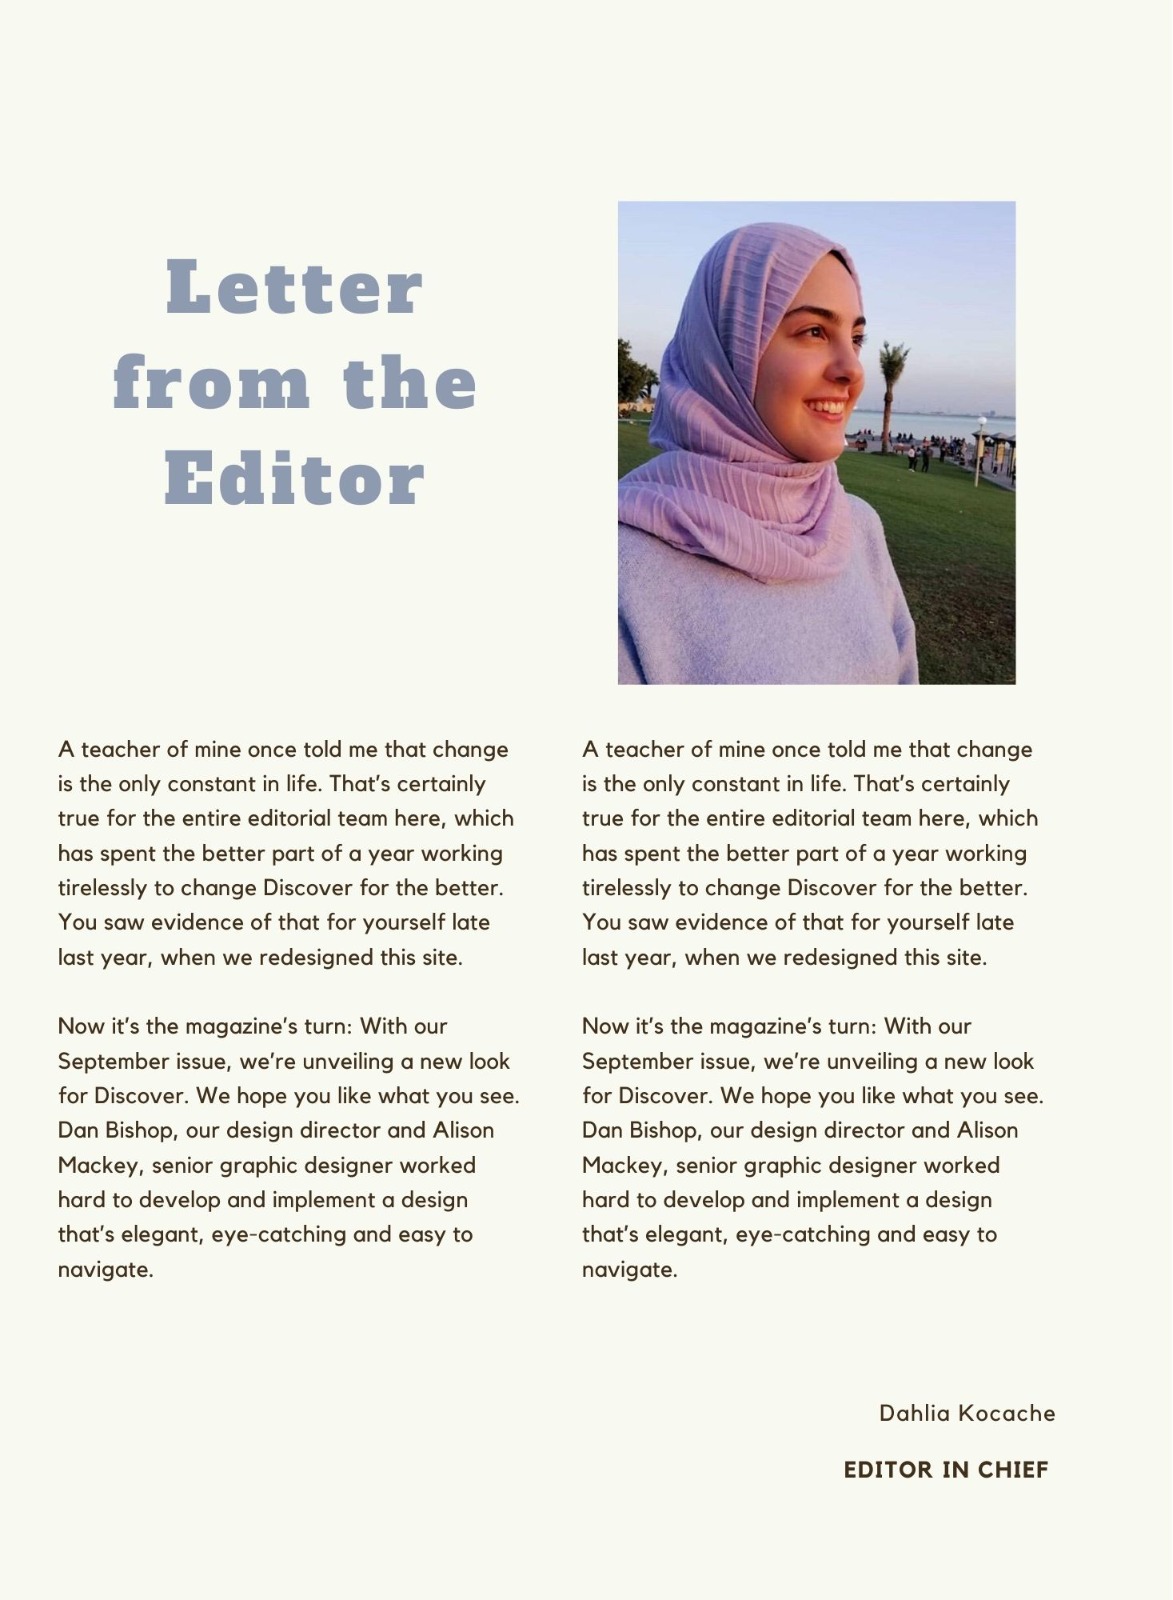 Letter
from the
Editor
A teacher of mine once told me that change
is the only constant in life. That’s certainly
true for the entire editorial team here, which
has spent the better part of a year working
tirelessly to change Discover for the better.
You saw evidence of that for yourself late
last year, when we redesigned this site.
Now it’s the magazine’s turn: With our
September issue, we’re unveiling a new look
for Discover. We hope you like what you see.
Dan Bishop, our design director and Alison
Mackey, senior graphic designer worked
hard to develop and implement a design
that’s elegant, eye-catching and easy to
navigate.
A teacher of mine once told me that change
is the only constant in life. That’s certainly
true for the entire editorial team here, which
has spent the better part of a year working
tirelessly to change Discover for the better.
You saw evidence of that for yourself late
last year, when we redesigned this site.
Now it’s the magazine’s turn: With our
September issue, we’re unveiling a new look
for Discover. We hope you like what you see.
Dan Bishop, our design director and Alison
Mackey, senior graphic designer worked
hard to develop and implement a design
that’s elegant, eye-catching and easy to
navigate.
Dahlia Kocache
EDITOR IN CHIEF